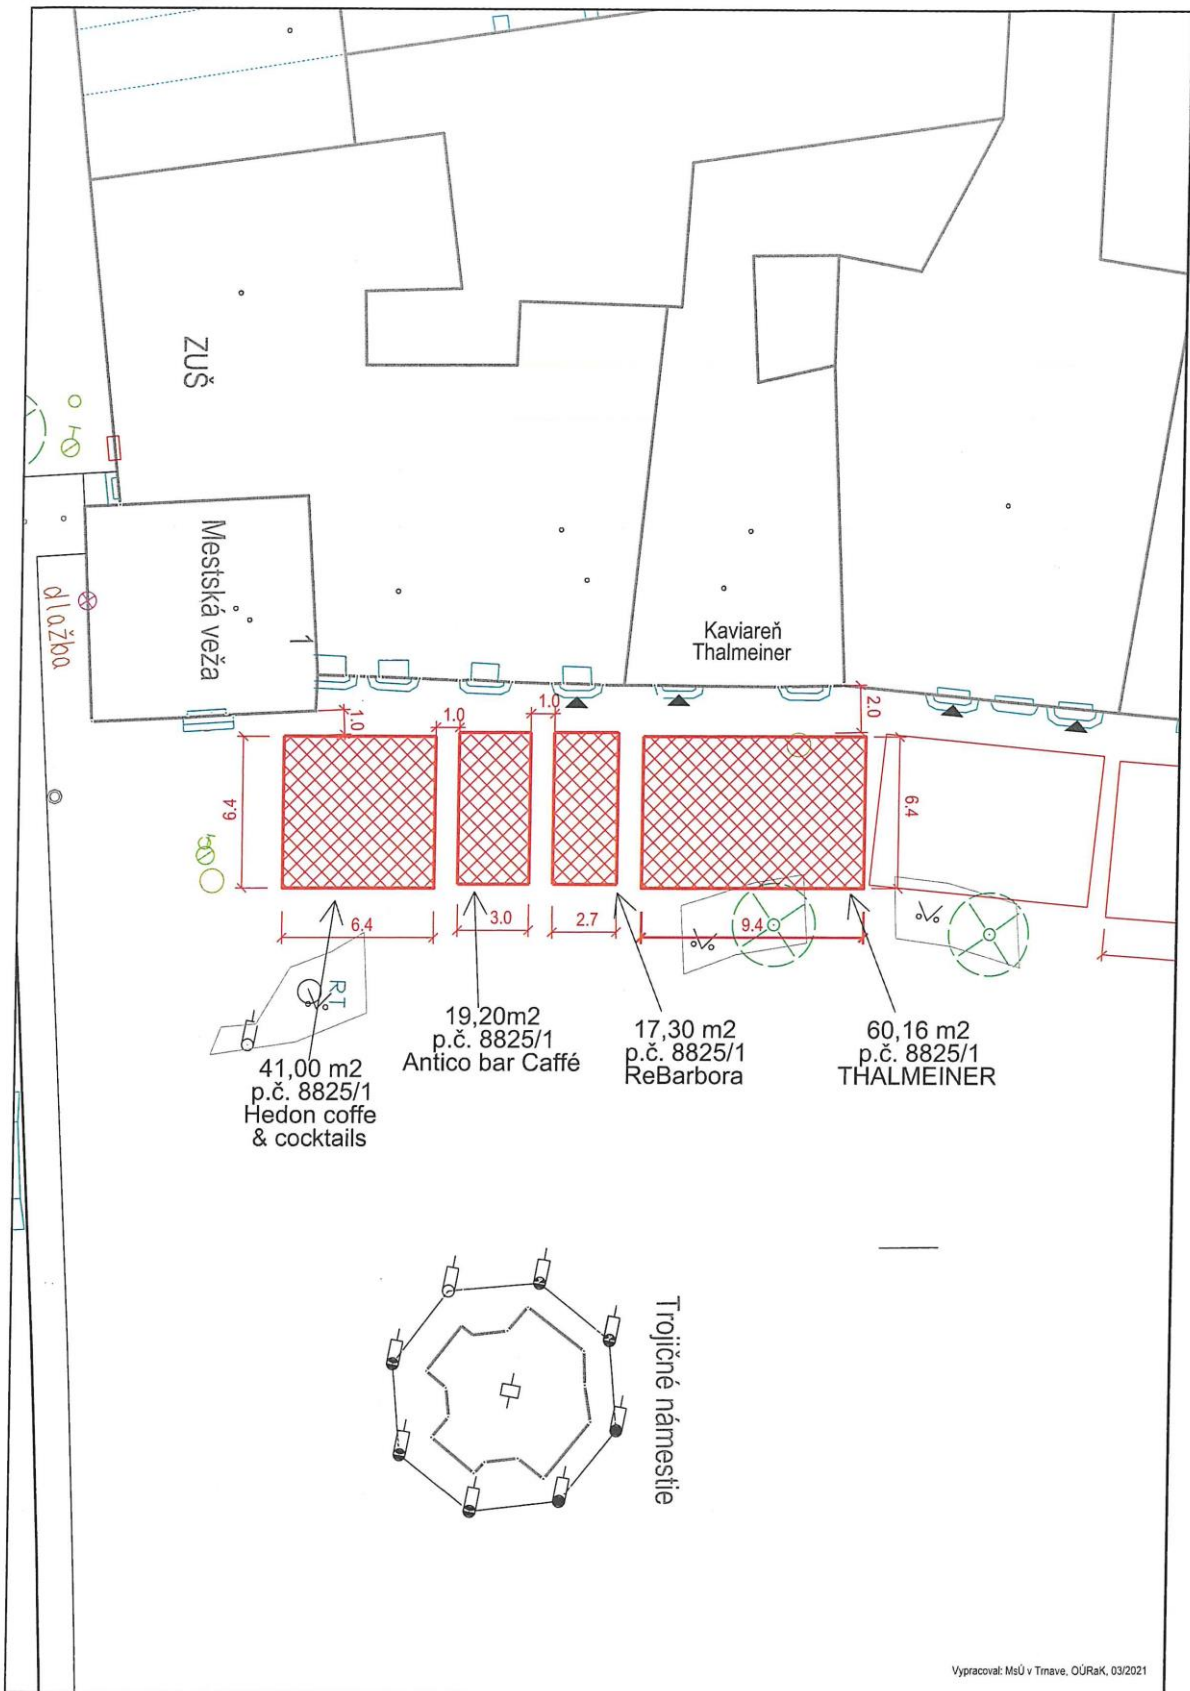 ZUŠ
Mestská veža
1
dlažba
Kaviareň
Thalmeiner
1.0
1.0
1.0
2.0
6.4
6.4
6.4
3.0
2.7
9.4
RT
41,00 m2
p.č. 8825/1
Hedon coffe
& cocktails
19,20m2
p.č. 8825/1
Antico bar Caffé
17,30 m2
p.č. 8825/1
ReBarbora
60,16 m2
p.č. 8825/1
THALMEINER
Trojičné námestie
Vypracoval: MsÚ v Trnave, OÚRaK, 03/2021